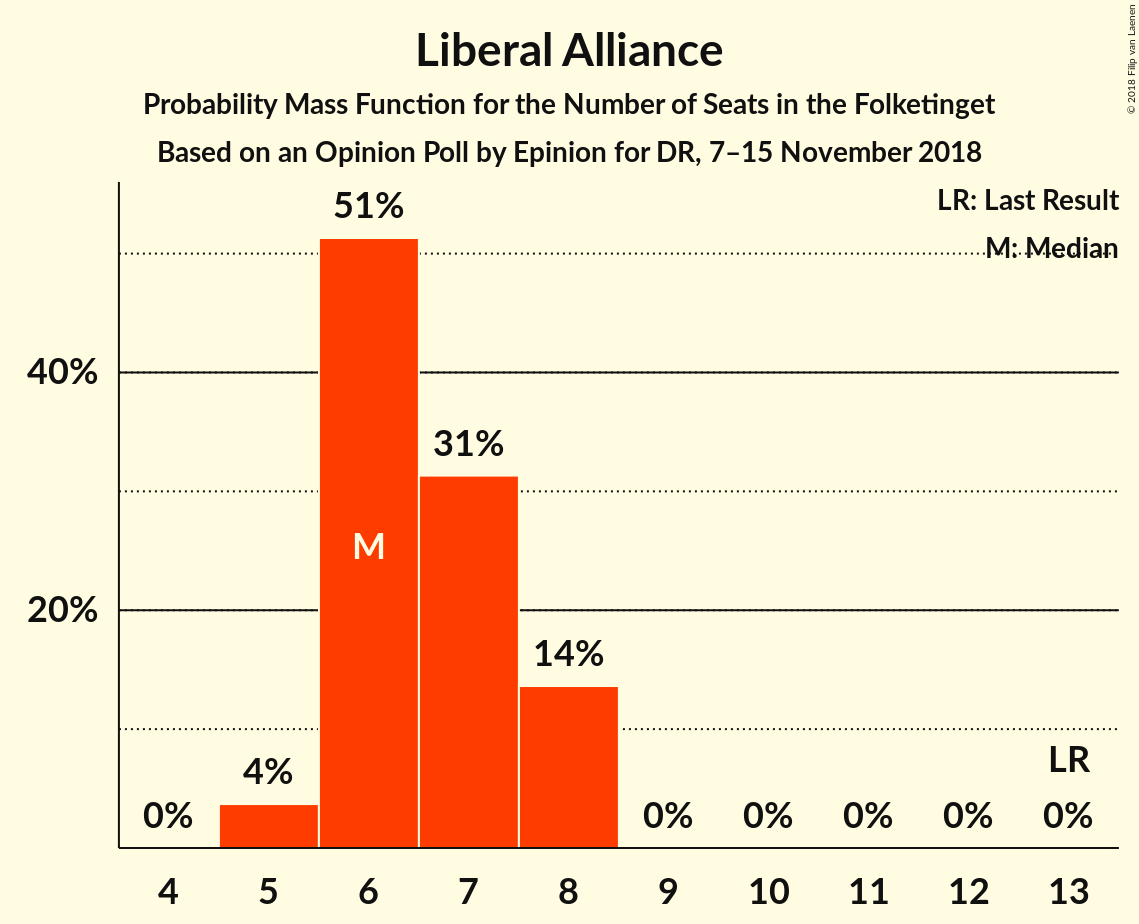 Liberal Alliance
Probability Mass Function for the Number of Seats in the Folketinget
Based on an Opinion Poll by Epinion for DR, 7–15 November 2018
© 2018 Filip van Laenen
LR: Last Result
M: Median
51%
40%
31%
M
20%
14%
4%
LR
0% 0% 0% 0% 0% 0%
4 5 6 7 8 9 10 11 12 13